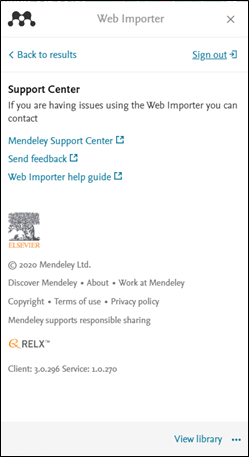 Web Importer
Back to results
Sign out
Support Center
If you are having issues using the Web Importer you can
contact
Mendeley Support Center
Send feedback
Web Importer help guide
ELSEVIER
© 2020 Mendeley Ltd.
Discover Mendeley • About • Work at Mendeley
Copyright • Terms of use • Privacy policy
Mendeley supports responsible sharing
RELX™
Client: 3.0.296 Service: 1.0.270
View library